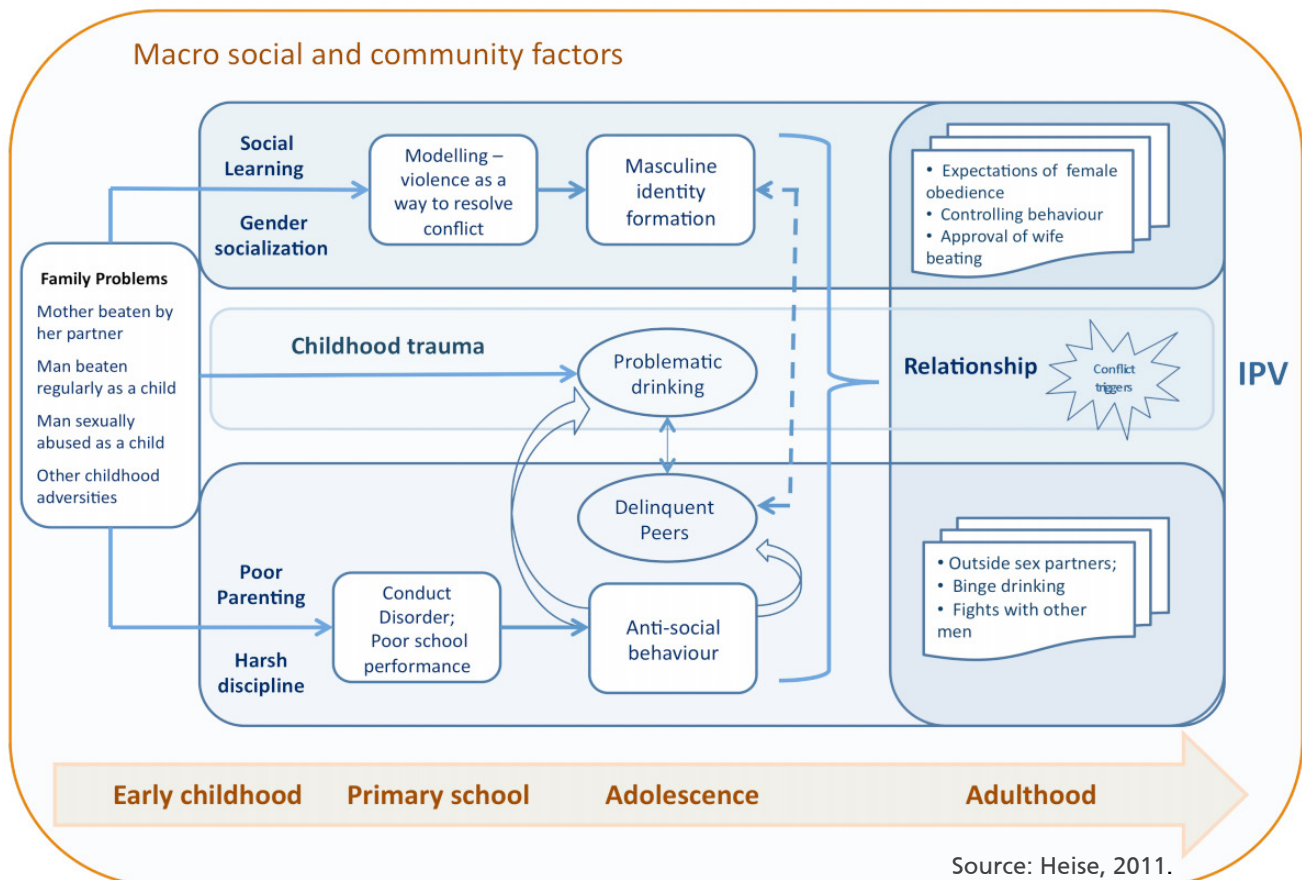 Macro social and community factors
Social
Learning
Gender
socialization
Modelling –
violence as a
way to resolve
conflict
Masculine
identity
formation
• Expectations of female
obedience
• Controlling behaviour
• Approval of wife
beating
Family Problems
Mother beaten by
her partner
Man beaten
regularly as a child
Man sexually
abused as a child
Other childhood
adversities
Childhood trauma
Problematic
drinking
Relationship
Conflict
triggers
IPV
Delinquent
Peers
Poor
Parenting
Harsh
discipline
Conduct
Disorder;
Poor school
performance
Anti-social
behaviour
• Outside sex partners;
• Binge drinking
• Fights with other
men
Early childhood
Primary school
Adolescence
Adulthood
Source: Heise, 2011.